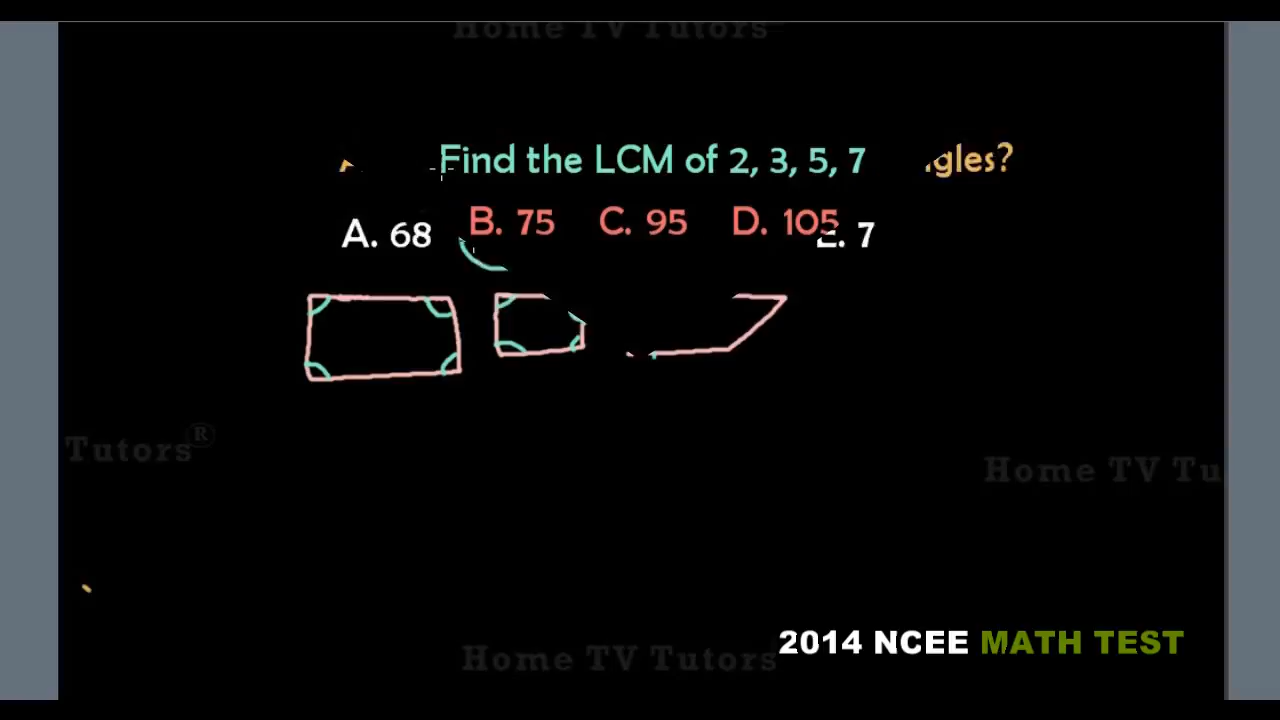 Home TV Tutors
Find the LCM of 2, 3, 5, 7 gles?
A. 68 B. 75 C. 95 D. 105 E. 7
Tutors®
Home TV Tu
2014 NCEE MATH TEST
Home TV Tutors